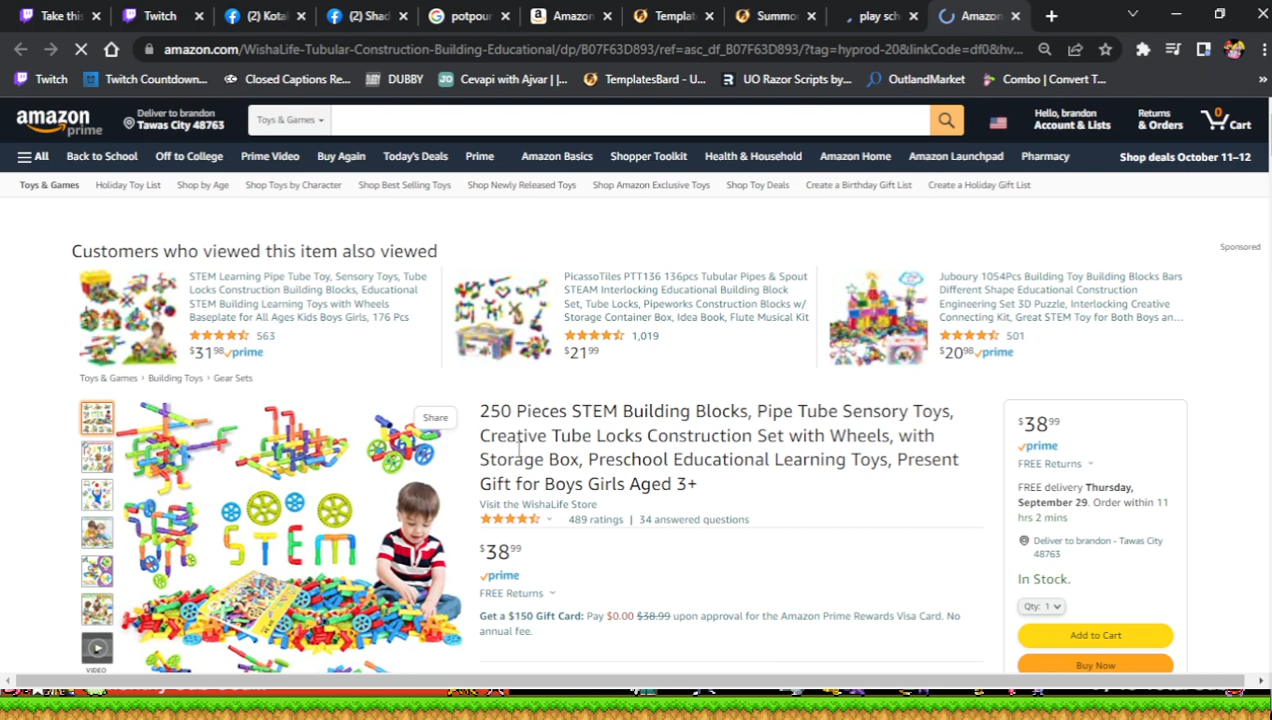 Take this
Twitch
(2) Kotal
(2) Shad
potpour
Amazon
Templat
Summo
play sch
Amazon
amazon.com/WishaLife-Tubular-Construction-Building-Educational/dp/B07F63D893/ref=asc_df_B07F63D893/?tag=hyprod-20&linkCode=df0&hv...
Twitch
Twitch Countdown...
Closed Captions Re...
DUBBY
Cevapi with Ajvar | |...
TemplatesBard - U...
UO Razor Scripts by...
OutlandMarket
Combo | Convert T...
amazon prime
Deliver to brandon
Tawas City 48763
Toys & Games
Hello, brandon
Account & Lists
Returns
& Orders
0
Cart
All
Back to School
Off to College
Prime Video
Buy Again
Today's Deals
Prime
Amazon Basics
Shopper Toolkit
Health & Household
Amazon Home
Amazon Launchpad
Pharmacy
Shop deals October 11–12
Toys & Games
Holiday Toy List
Shop by Age
Shop Toys by Character
Shop Best Selling Toys
Shop Newly Released Toys
Shop Amazon Exclusive Toys
Shop Toy Deals
Create a Birthday Gift List
Create a Holiday Gift List
Customers who viewed this item also viewed
Sponsored
STEM Learning Pipe Tube Toy, Sensory Toys, Tube
Locks Construction Building Blocks, Educational
STEM Building Learning Toys with Wheels
Baseplate for All Ages Kids Boys Girls, 176 Pcs
563
$31.98 prime
PicassoTiles PTT136 136pcs Tubular Pipes & Spout
STEAM Interlocking Educational Building Block
Set, Tube Locks, Pipeworks Construction Blocks w/
Storage Container Box, Idea Book, Flute Musical Kit
1,019
$21.99
Juboury 1054Pcs Building Toy Building Blocks Bars
Different Shape Educational Construction
Engineering Set 3D Puzzle, Interlocking Creative
Connecting Kit, Great STEM Toy for Both Boys an...
501
$20.98 prime
Toys & Games › Building Toys › Gear Sets
Share
STEM
VIDEO
250 Pieces STEM Building Blocks, Pipe Tube Sensory Toys,
Creative Tube Locks Construction Set with Wheels, with
Storage Box, Preschool Educational Learning Toys, Present
Gift for Boys Girls Aged 3+
Visit the WishaLife Store
489 ratings | 34 answered questions
$38.99
prime
FREE Returns
Get a $150 Gift Card: Pay $0.00 $38.99 upon approval for the Amazon Prime Rewards Visa Card. No
annual fee.
$38.99
prime
FREE Returns
FREE delivery Thursday,
September 29. Order within 11
hrs 2 mins
Deliver to brandon - Tawas City
48763
In Stock.
Qty: 1
Add to Cart
Buy Now